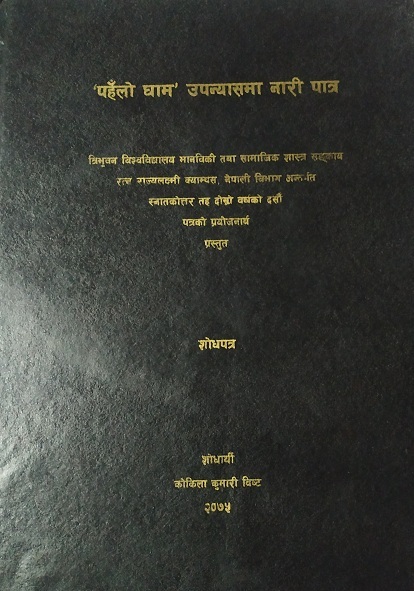 'पहेँलो घाम' उपन्यासमा नारी पात्र
त्रिभुवन विश्वविद्यालय मानविकी तथा सामाजिक शास्त्र सङ्काय
रत्न राज्यलक्ष्मी क्याम्पस, नेपाली विभाग अन्तर्गत
स्नातकोत्तर तह दोस्रो वर्षको दसौँ
पत्रको प्रयोजनार्थ
प्रस्तुत
शोधपत्र
शोधार्थी
कोकिला कुमारी विष्ट
२०७५